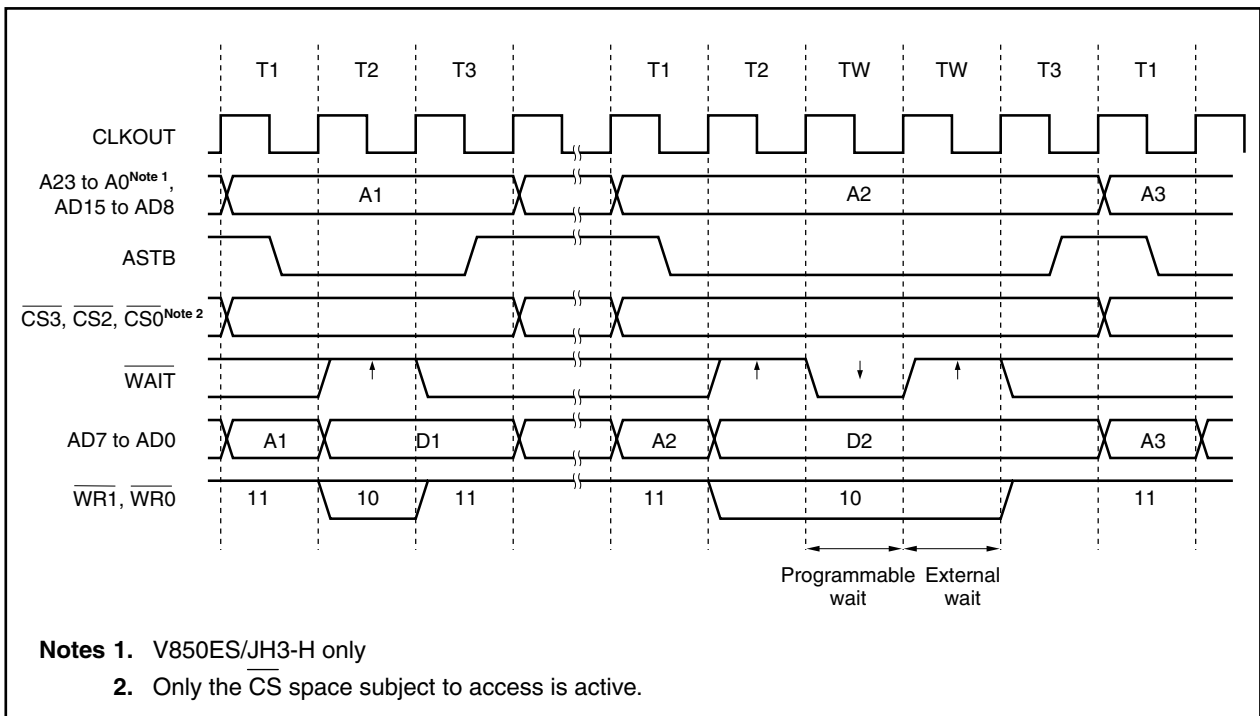 T1 T2 T3 T1 T2 TW TW T3 T1
CLKOUT
A23 to A0Note 1,
AD15 to AD8
A1 A2 A3
ASTB
CS3, CS2, CS0Note 2
WAIT
AD7 to AD0 A1 D1 A2 D2 A3
WR1, WR0 11 10 11 11 10 11
Programmable wait
External wait
Notes 1. V850ES/JH3-H only
2. Only the CS space subject to access is active.